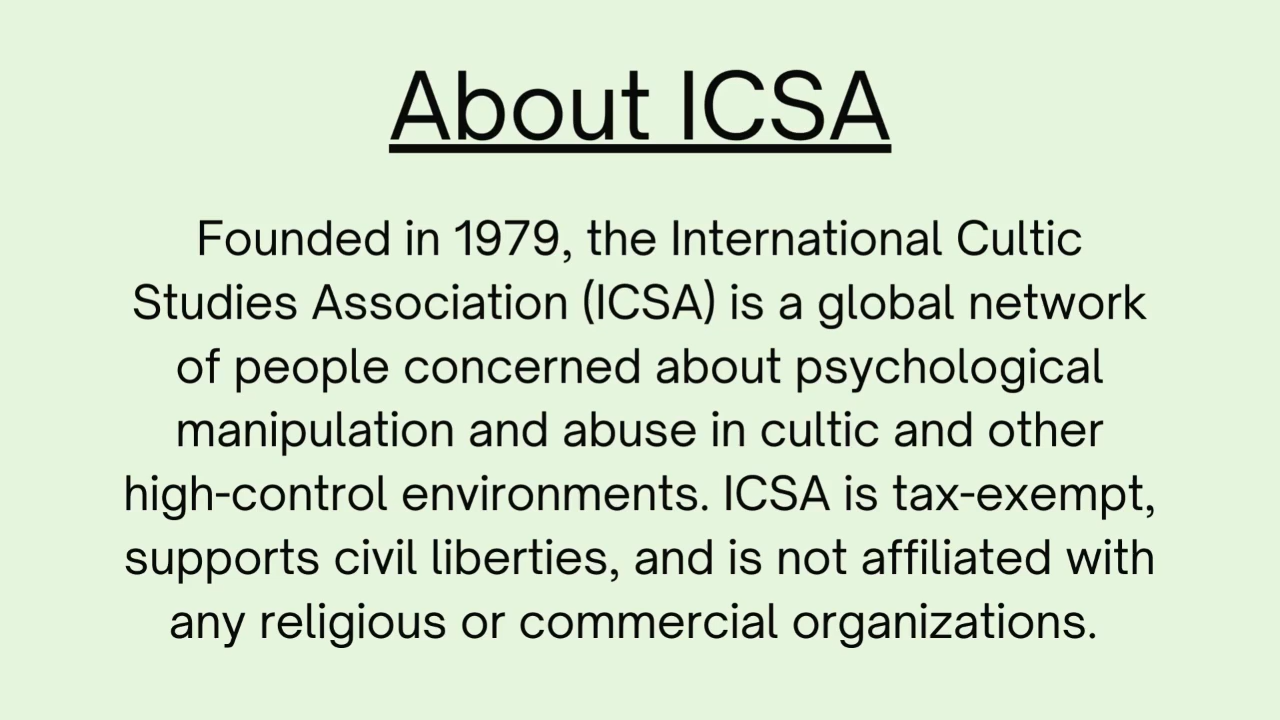 About ICSA
Founded in 1979, the International Cultic
Studies Association (ICSA) is a global network
of people concerned about psychological
manipulation and abuse in cultic and other
high-control environments. ICSA is tax-exempt,
supports civil liberties, and is not affiliated with
any religious or commercial organizations.